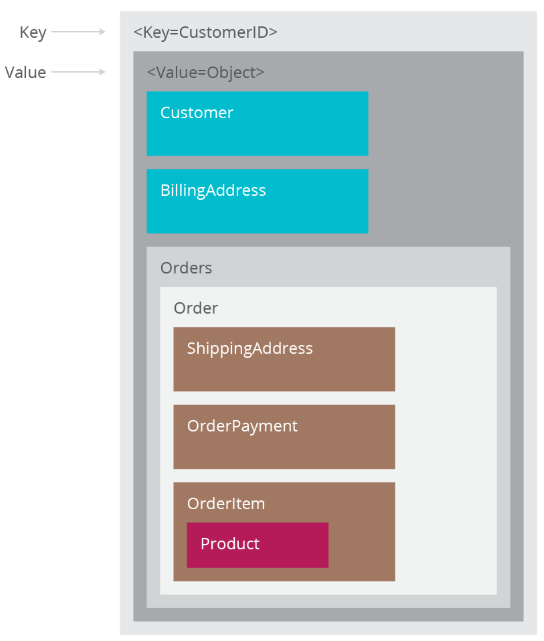 Key
<Key=CustomerID>
Value
<Value=Object>
Customer
BillingAddress
Orders
Order
ShippingAddress
OrderPayment
OrderItem
Product